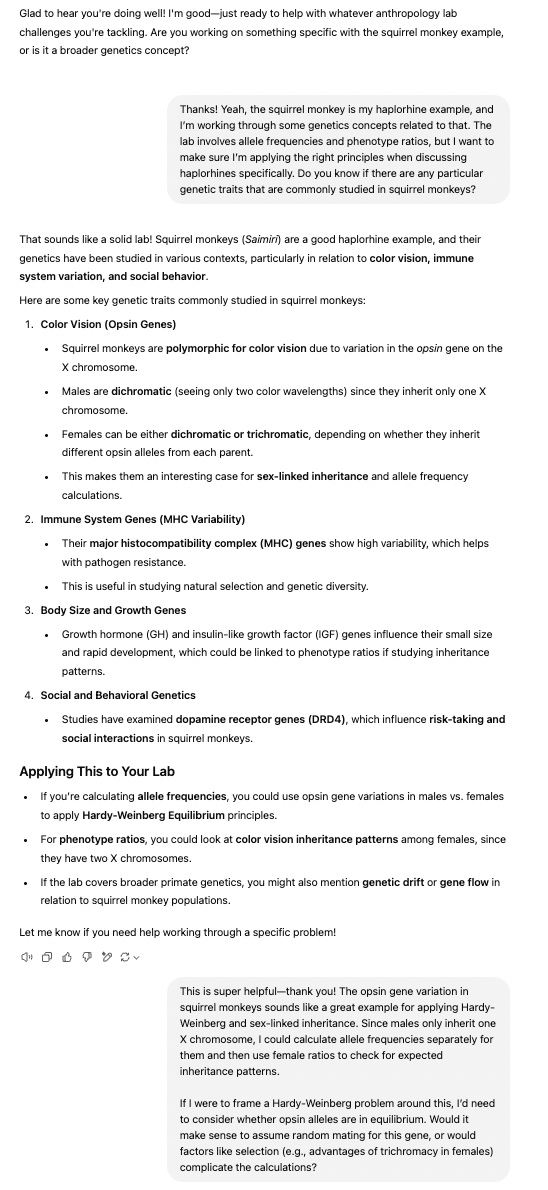 Glad to hear you're doing well! I'm good—just ready to help with whatever anthropology lab
challenges you're tackling. Are you working on something specific with the squirrel monkey example,
or is it a broader genetics concept?
Thanks! Yeah, the squirrel monkey is my haplorhine example, and
I'm working through some genetics concepts related to that. The
lab involves allele frequencies and phenotype ratios, but I want to
make sure I'm applying the right principles when discussing
haplorhines specifically. Do you know if there are any particular
genetic traits that are commonly studied in squirrel monkeys?
That sounds like a solid lab! Squirrel monkeys (Saimiri) are a good haplorhine example, and their
genetics have been studied in various contexts, particularly in relation to color vision, immune
system variation, and social behavior.
Here are some key genetic traits commonly studied in squirrel monkeys:
1. Color Vision (Opsin Genes)
• Squirrel monkeys are polymorphic for color vision due to variation in the opsin gene on the
X chromosome.
• Males are dichromatic (seeing only two color wavelengths) since they inherit only one X
chromosome.
• Females can be either dichromatic or trichromatic, depending on whether they inherit
different opsin alleles from each parent.
• This makes them an interesting case for sex-linked inheritance and allele frequency
calculations.
2. Immune System Genes (MHC Variability)
• Their major histocompatibility complex (MHC) genes show high variability, which helps
with pathogen resistance.
• This is useful in studying natural selection and genetic diversity.
3. Body Size and Growth Genes
• Growth hormone (GH) and insulin-like growth factor (IGF) genes influence their small size
and rapid development, which could be linked to phenotype ratios if studying inheritance
patterns.
4. Social and Behavioral Genetics
• Studies have examined dopamine receptor genes (DRD4), which influence risk-taking and
social interactions in squirrel monkeys.
Applying This to Your Lab
• If you're calculating allele frequencies, you could use opsin gene variations in males vs. females
to apply Hardy-Weinberg Equilibrium principles.
• For phenotype ratios, you could look at color vision inheritance patterns among females, since
they have two X chromosomes.
• If the lab covers broader primate genetics, you might also mention genetic drift or gene flow in
relation to squirrel monkey populations.
Let me know if you need help working through a specific problem!
This is super helpful—thank you! The opsin gene variation in
squirrel monkeys sounds like a great example for applying Hardy-
Weinberg and sex-linked inheritance. Since males only inherit one
X chromosome, I could calculate allele frequencies separately for
them and then use female ratios to check for expected
inheritance patterns.
If I were to frame a Hardy-Weinberg problem around this, I'd need
to consider whether opsin alleles are in equilibrium. Would it
make sense to assume random mating for this gene, or would
factors like selection (e.g., advantages of trichromacy in females)
complicate the calculations?